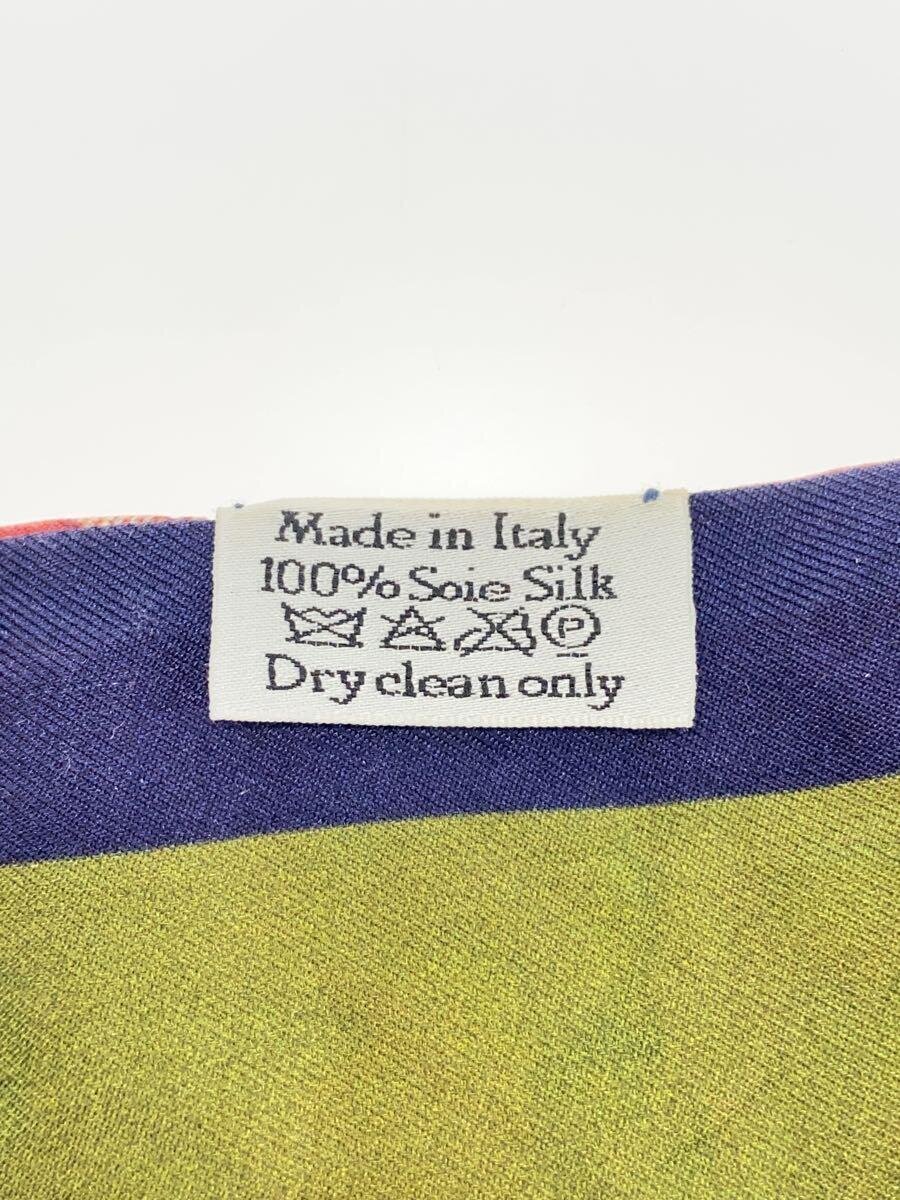 Made in Italy
100% Soie Silk
P
Dry clean only